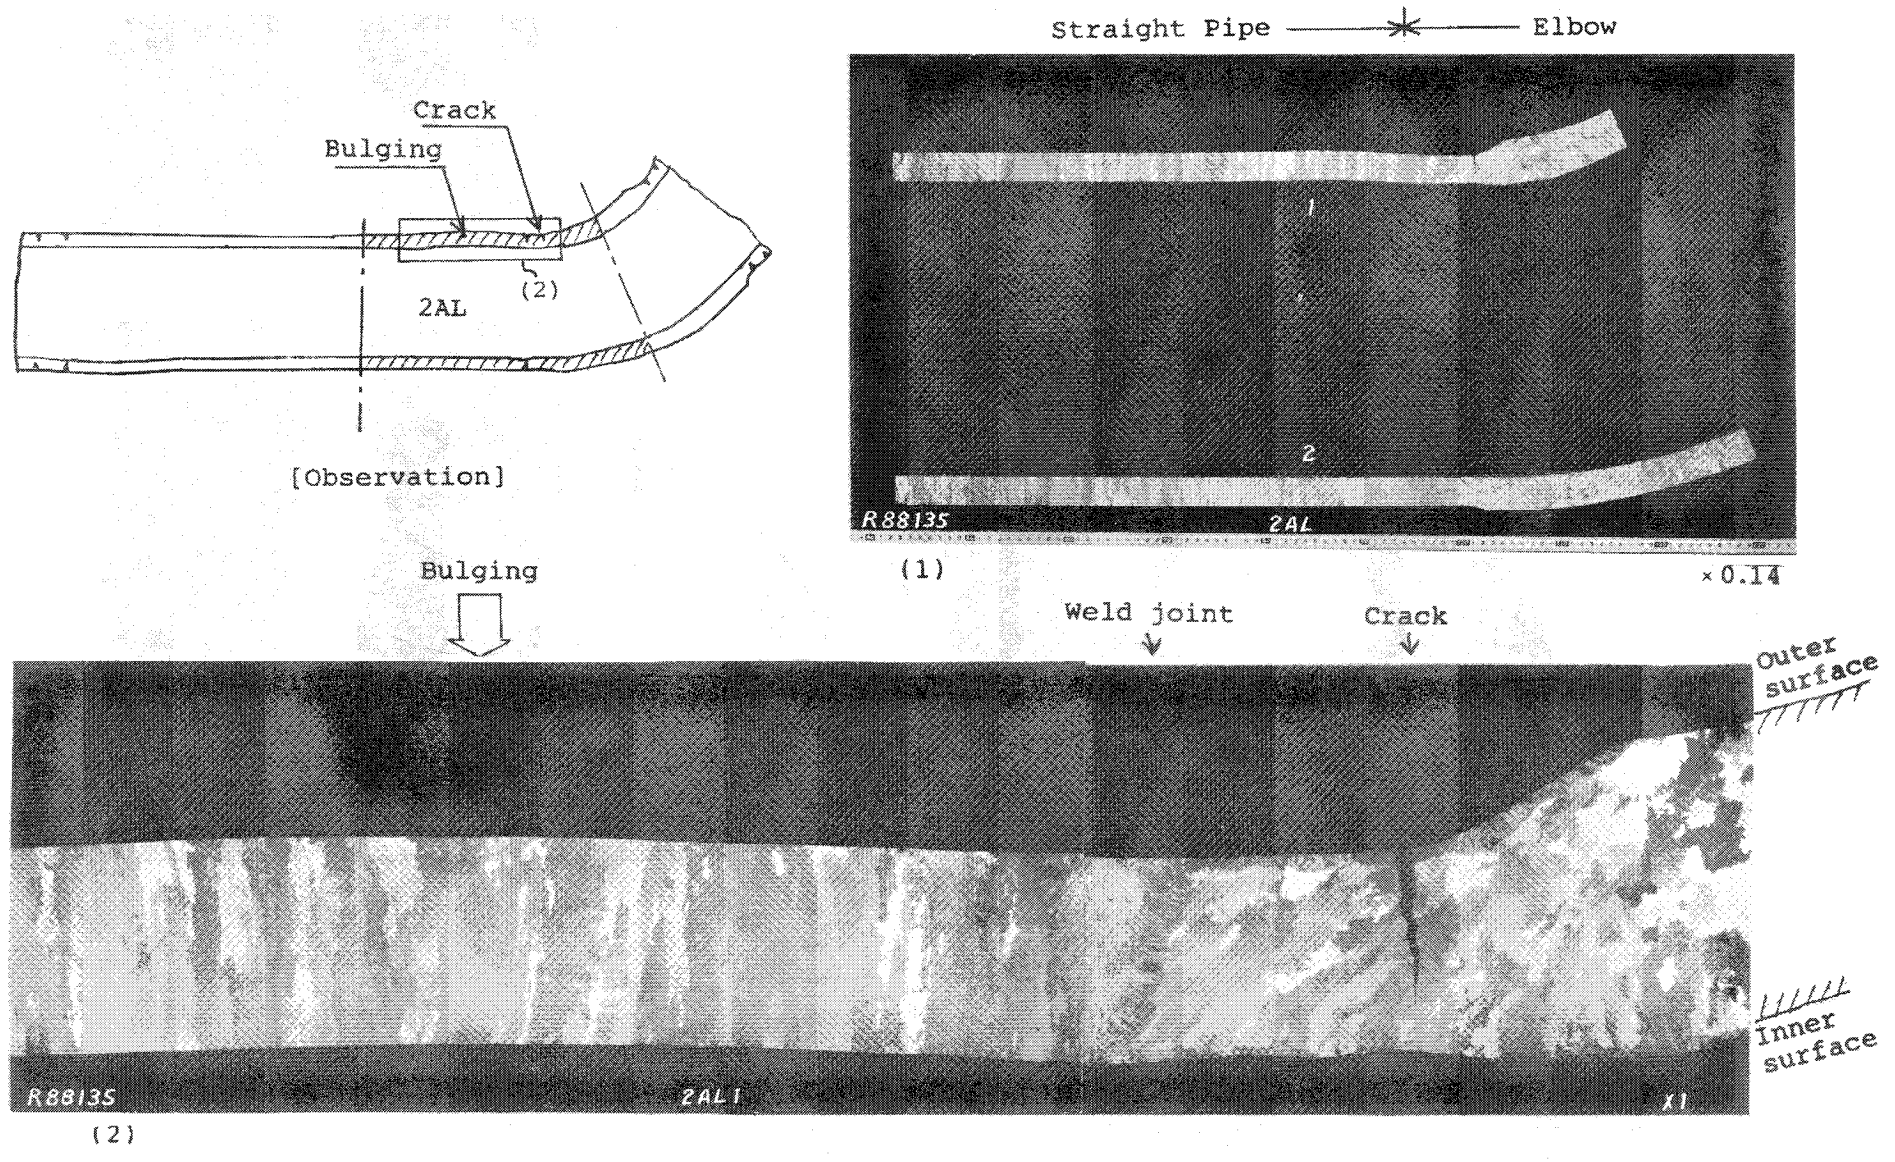 Straight Pipe
Elbow
Crack
Bulging
(2)
2AL
[Observation]
1
2
R88135
2AL
(1)
×0.14
Bulging
Weld joint
Crack
Outer
surface
Inner
surface
R88135
2AL1
X1
(2)